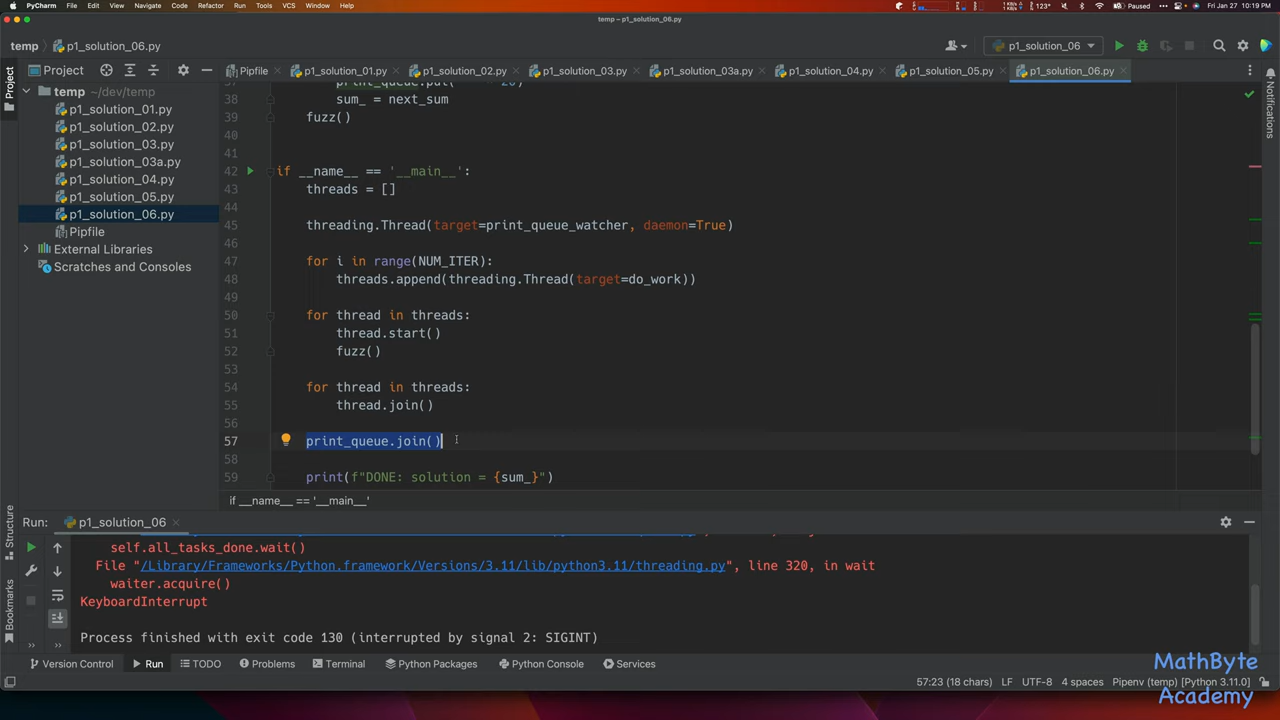 PyCharm File Edit View Navigate Code Refactor Run Tools VCS Window Help
Paused Fri Jan 27 10:19 PM
temp – p1_solution_06.py
temp p1_solution_06.py p1_solution_06
Project Pipfile p1_solution_01.py p1_solution_02.py p1_solution_03.py p1_solution_03a.py p1_solution_04.py p1_solution_05.py p1_solution_06.py
Project
Notifications
temp ~/dev/temp
p1_solution_01.py
p1_solution_02.py
p1_solution_03.py
p1_solution_03a.py
p1_solution_04.py
p1_solution_05.py
p1_solution_06.py
Pipfile
External Libraries
Scratches and Consoles
38 sum_ = next_sum
39 fuzz()
40
41
42 if __name__ == '__main__':
43 threads = []
44
45 threading.Thread(target=print_queue_watcher, daemon=True)
46
47 for i in range(NUM_ITER):
48 threads.append(threading.Thread(target=do_work))
49
50 for thread in threads:
51 thread.start()
52 fuzz()
53
54 for thread in threads:
55 thread.join()
56
57 print_queue.join()
58
59 print(f"DONE: solution = {sum_}")
if __name__ == '__main__'
Structure
Bookmarks
Run: p1_solution_06
self.all_tasks_done.wait()
File "/Library/Frameworks/Python.framework/Versions/3.11/lib/python3.11/threading.py", line 320, in wait
waiter.acquire()
KeyboardInterrupt
Process finished with exit code 130 (interrupted by signal 2: SIGINT)
Version Control Run TODO Problems Terminal Python Packages Python Console Services
57:23 (18 chars) LF UTF-8 4 spaces Pipenv (temp) [Python 3.11.0]
MathByte
Academy